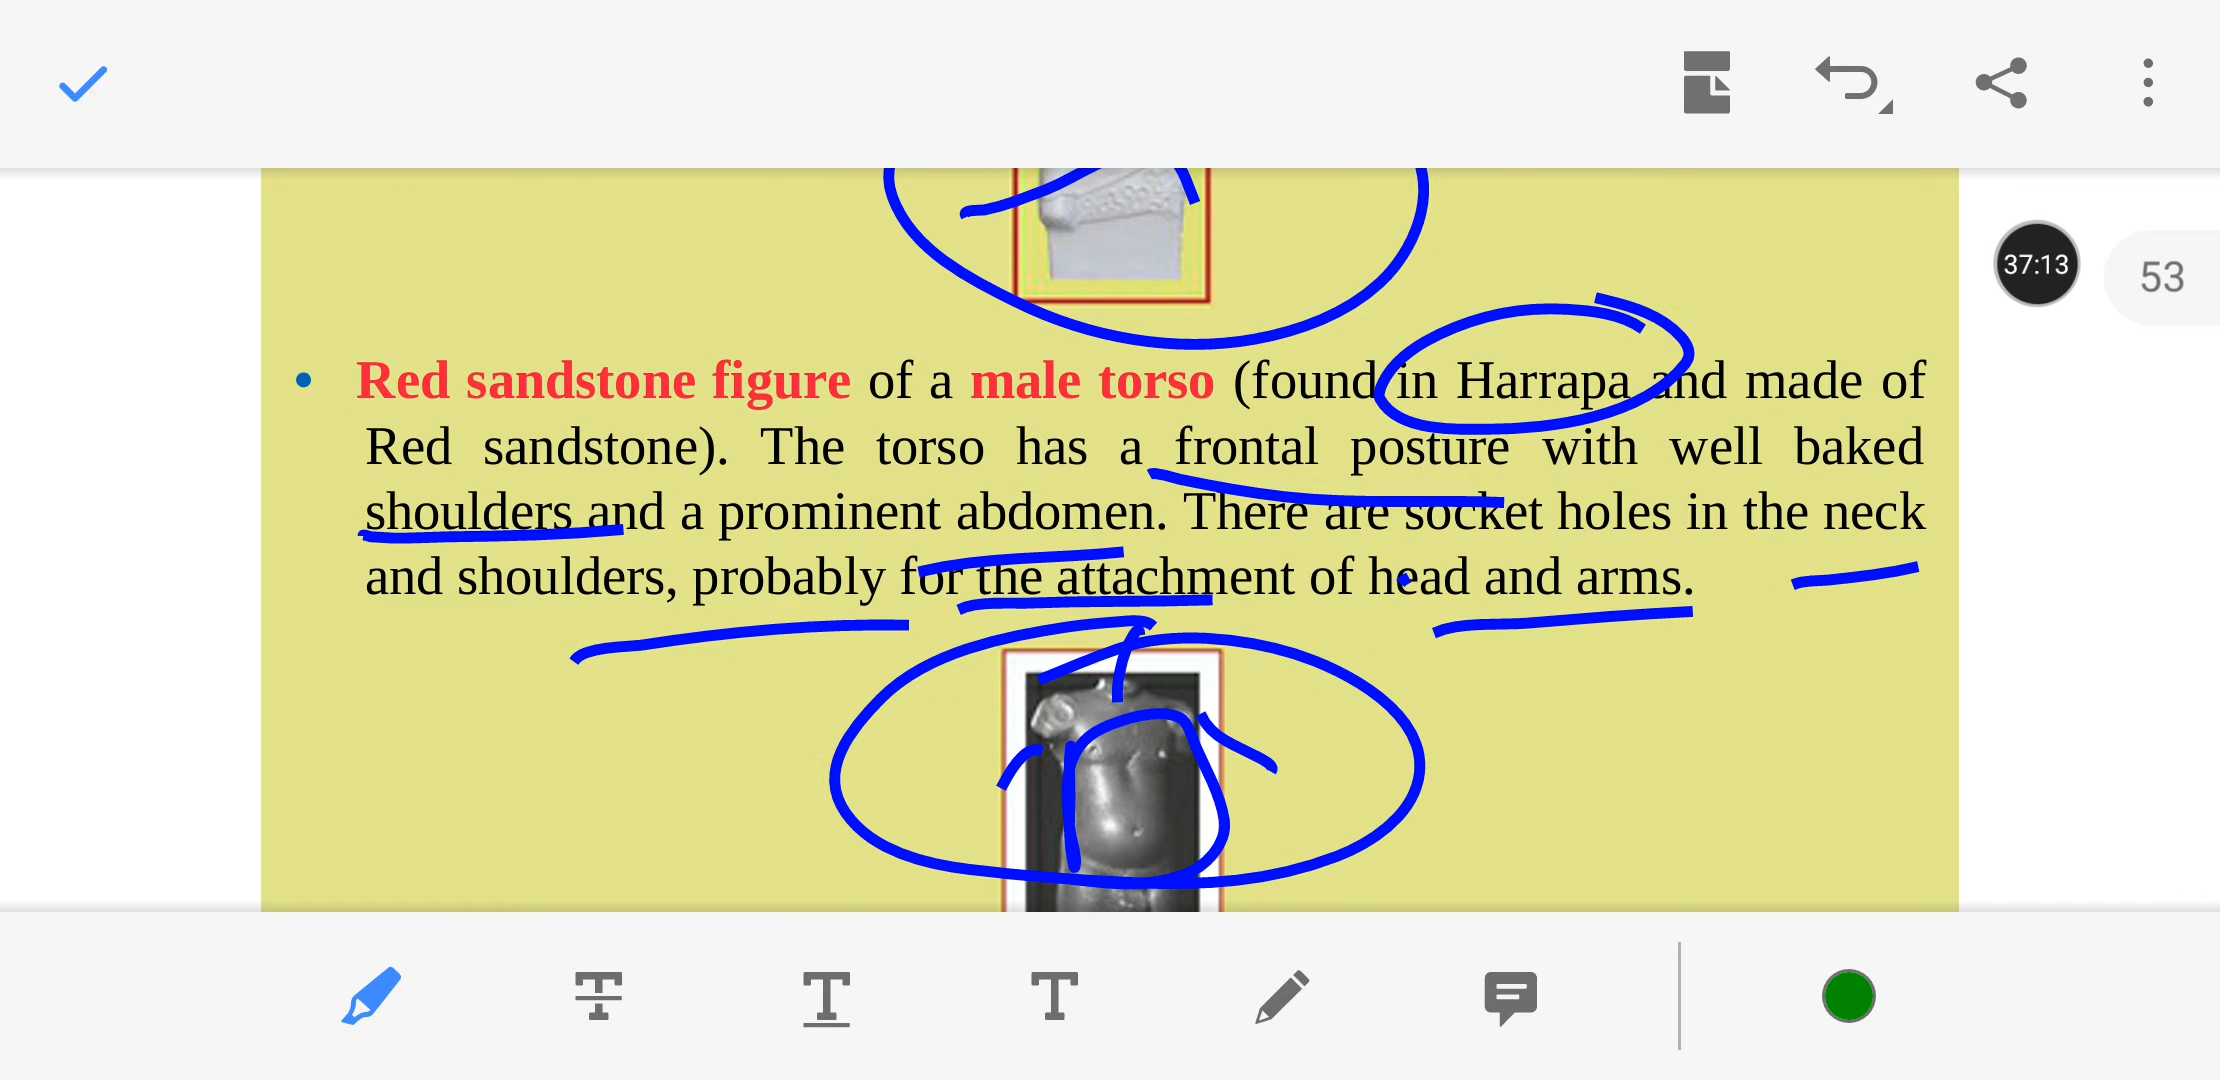 37:13
53
• Red sandstone figure of a male torso (found in Harrapa and made of
Red sandstone). The torso has a frontal posture with well baked
shoulders and a prominent abdomen. There are socket holes in the neck
and shoulders, probably for the attachment of head and arms.